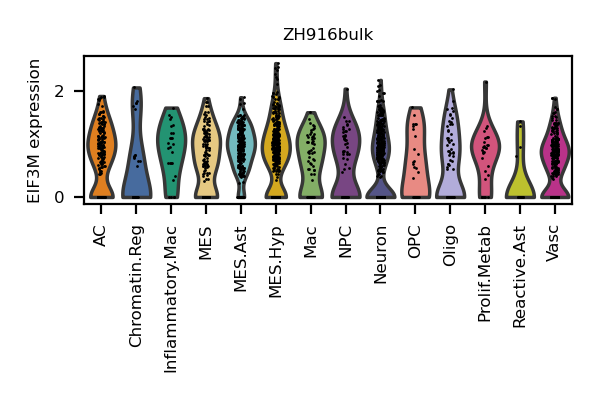 ZH916bulk
EIF3M expression
2
0
AC
Chromatin.Reg
Inflammatory.Mac
MES
MES.Ast
MES.Hyp
Mac
NPC
Neuron
OPC
Oligo
Prolif.Metab
Reactive.Ast
Vasc